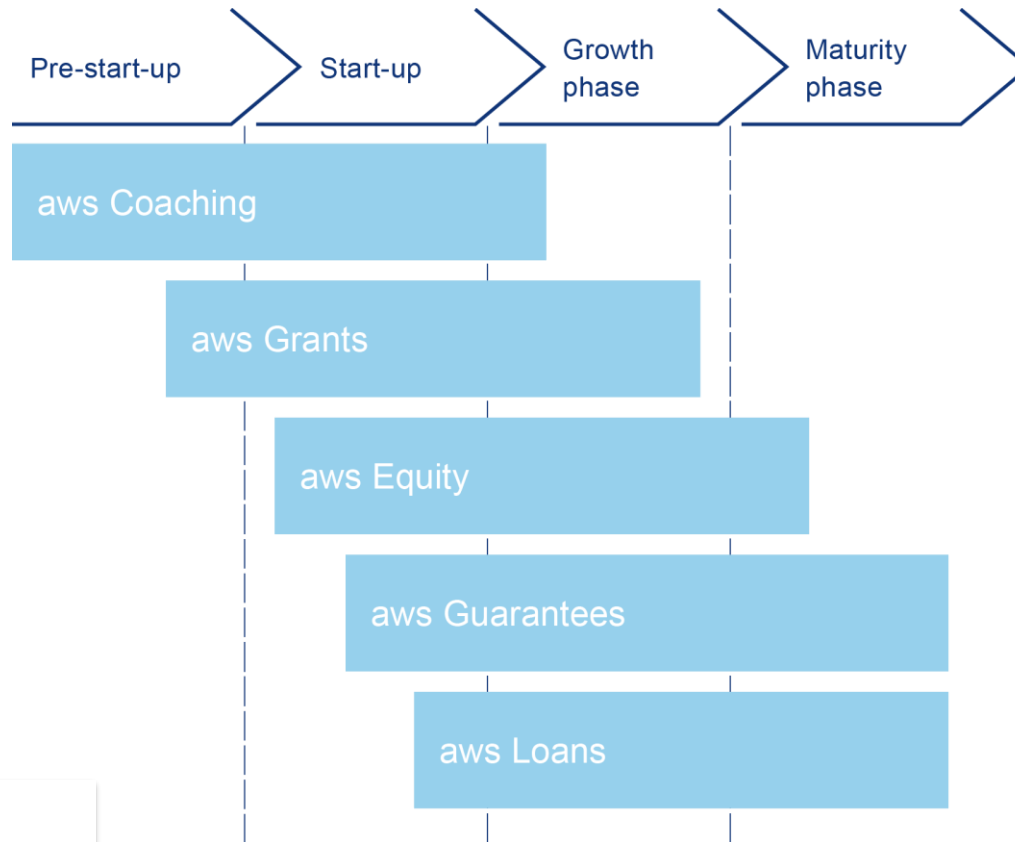 Pre-start-up
Start-up
Growth
phase
Maturity
phase
aws Coaching
aws Grants
aws Equity
aws Guarantees
aws Loans